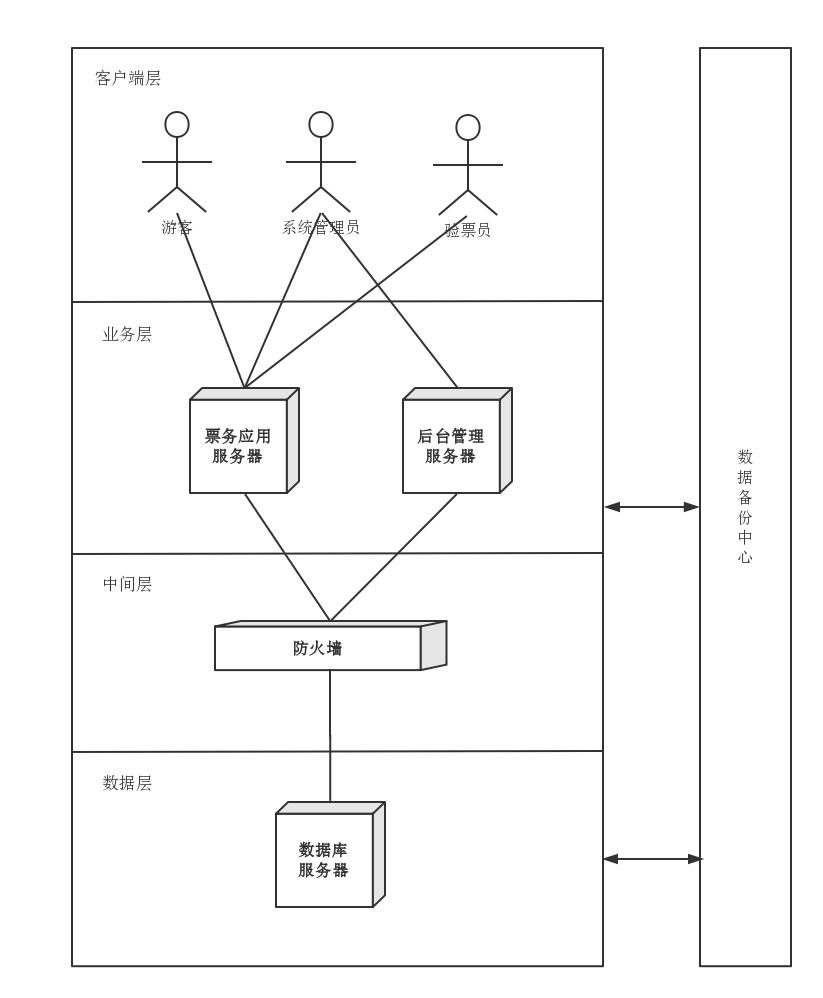 客户端层
游客
系统管理员
验票员
业务层
票务应用
服务器
后台管理
服务器
数
据
备
份
中
心
中间层
防火墙
数据层
数据库
服务器